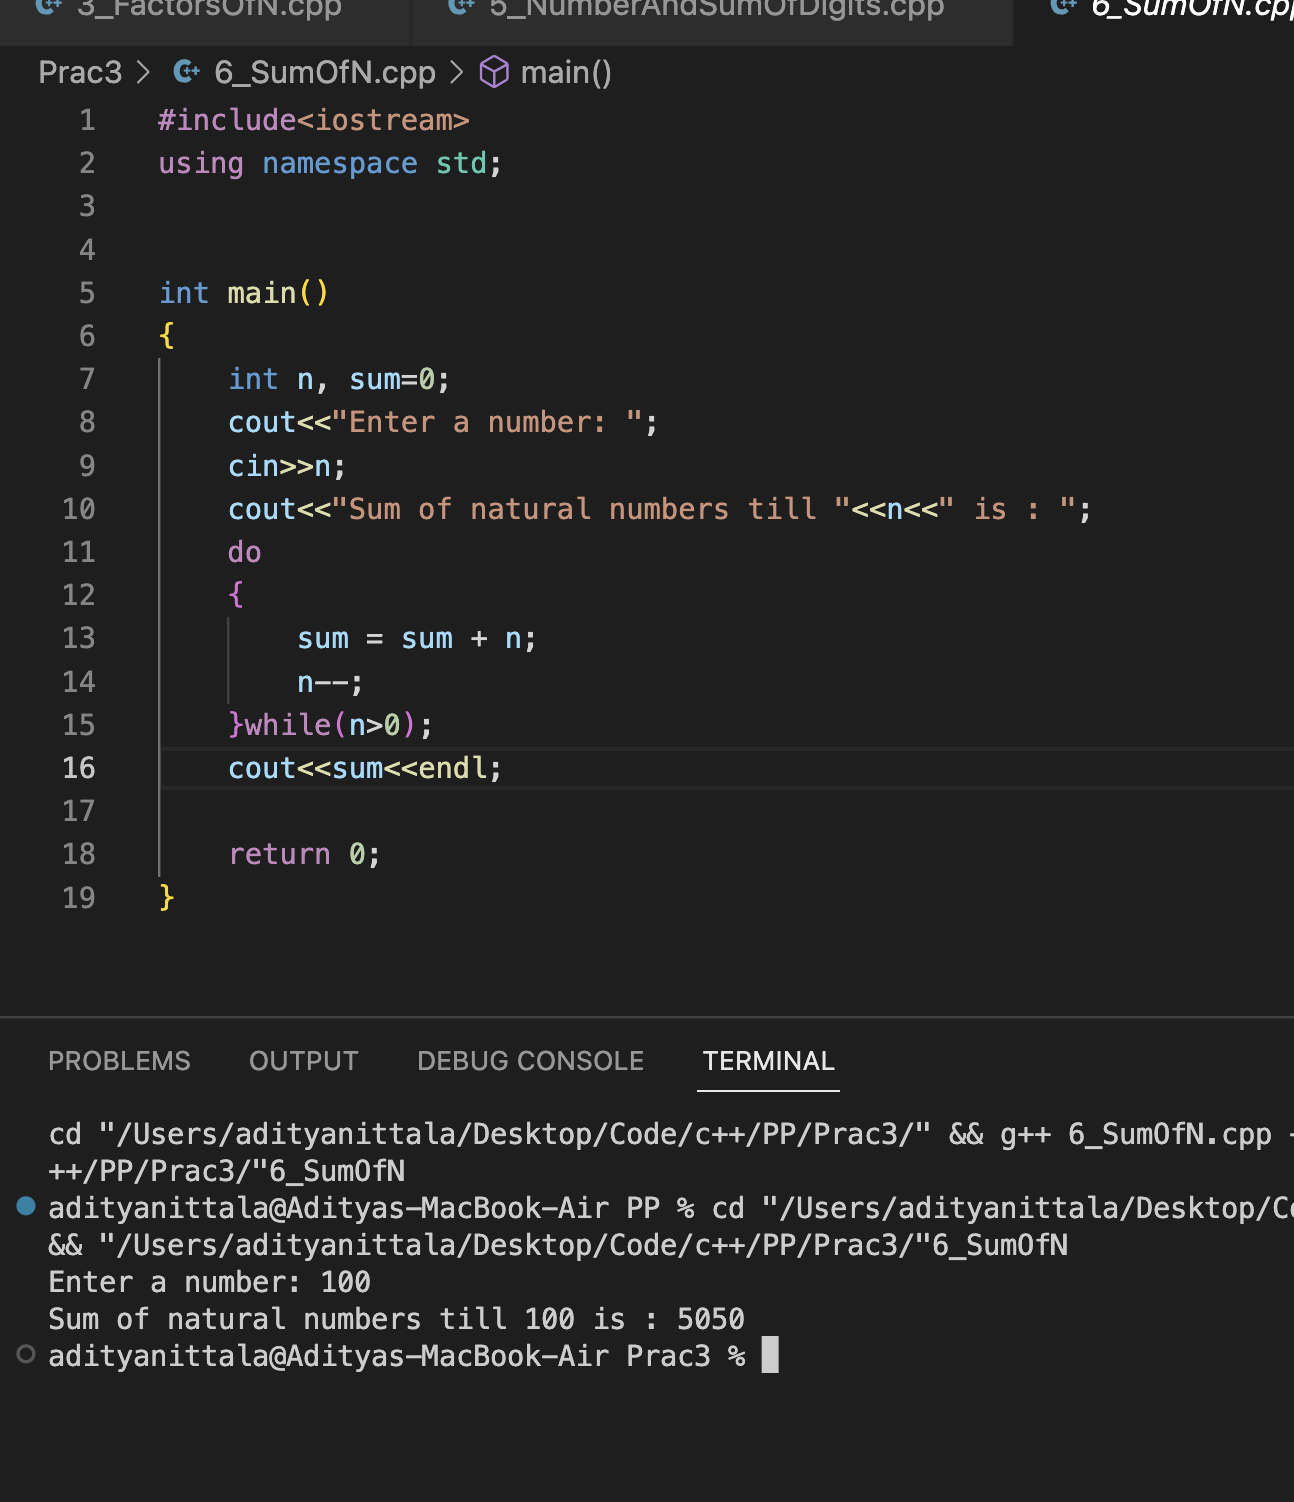 3_FactorsOfN.cpp 5_NumberAndSumOfDigits.cpp 6_SumOfN.cpp
Prac3 > 6_SumOfN.cpp > main()
1 #include<iostream>
2 using namespace std;
3
4
5 int main()
6 {
7 int n, sum=0;
8 cout<<"Enter a number: ";
9 cin>>n;
10 cout<<"Sum of natural numbers till "<<n<<" is : ";
11 do
12 {
13 sum = sum + n;
14 n--;
15 }while(n>0);
16 cout<<sum<<endl;
17
18 return 0;
19 }
PROBLEMS OUTPUT DEBUG CONSOLE TERMINAL
cd "/Users/adityanittala/Desktop/Code/c++/PP/Prac3/" && g++ 6_SumOfN.cpp
++/PP/Prac3/"6_SumOfN
adityanittala@Adityas-MacBook-Air PP % cd "/Users/adityanittala/Desktop/
&& "/Users/adityanittala/Desktop/Code/c++/PP/Prac3/"6_SumOfN
Enter a number: 100
Sum of natural numbers till 100 is : 5050
adityanittala@Adityas-MacBook-Air Prac3 %